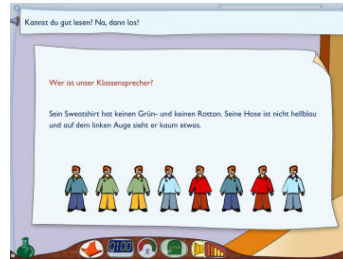 Kannst du gut lesen? Na, dann los!
Wer ist unser Klassensprecher?
Sein Sweatshirt hat keinen Grün- und keinen Rotton. Seine Hose ist nicht hellblau
und auf dem linken Auge sieht er kaum etwas.